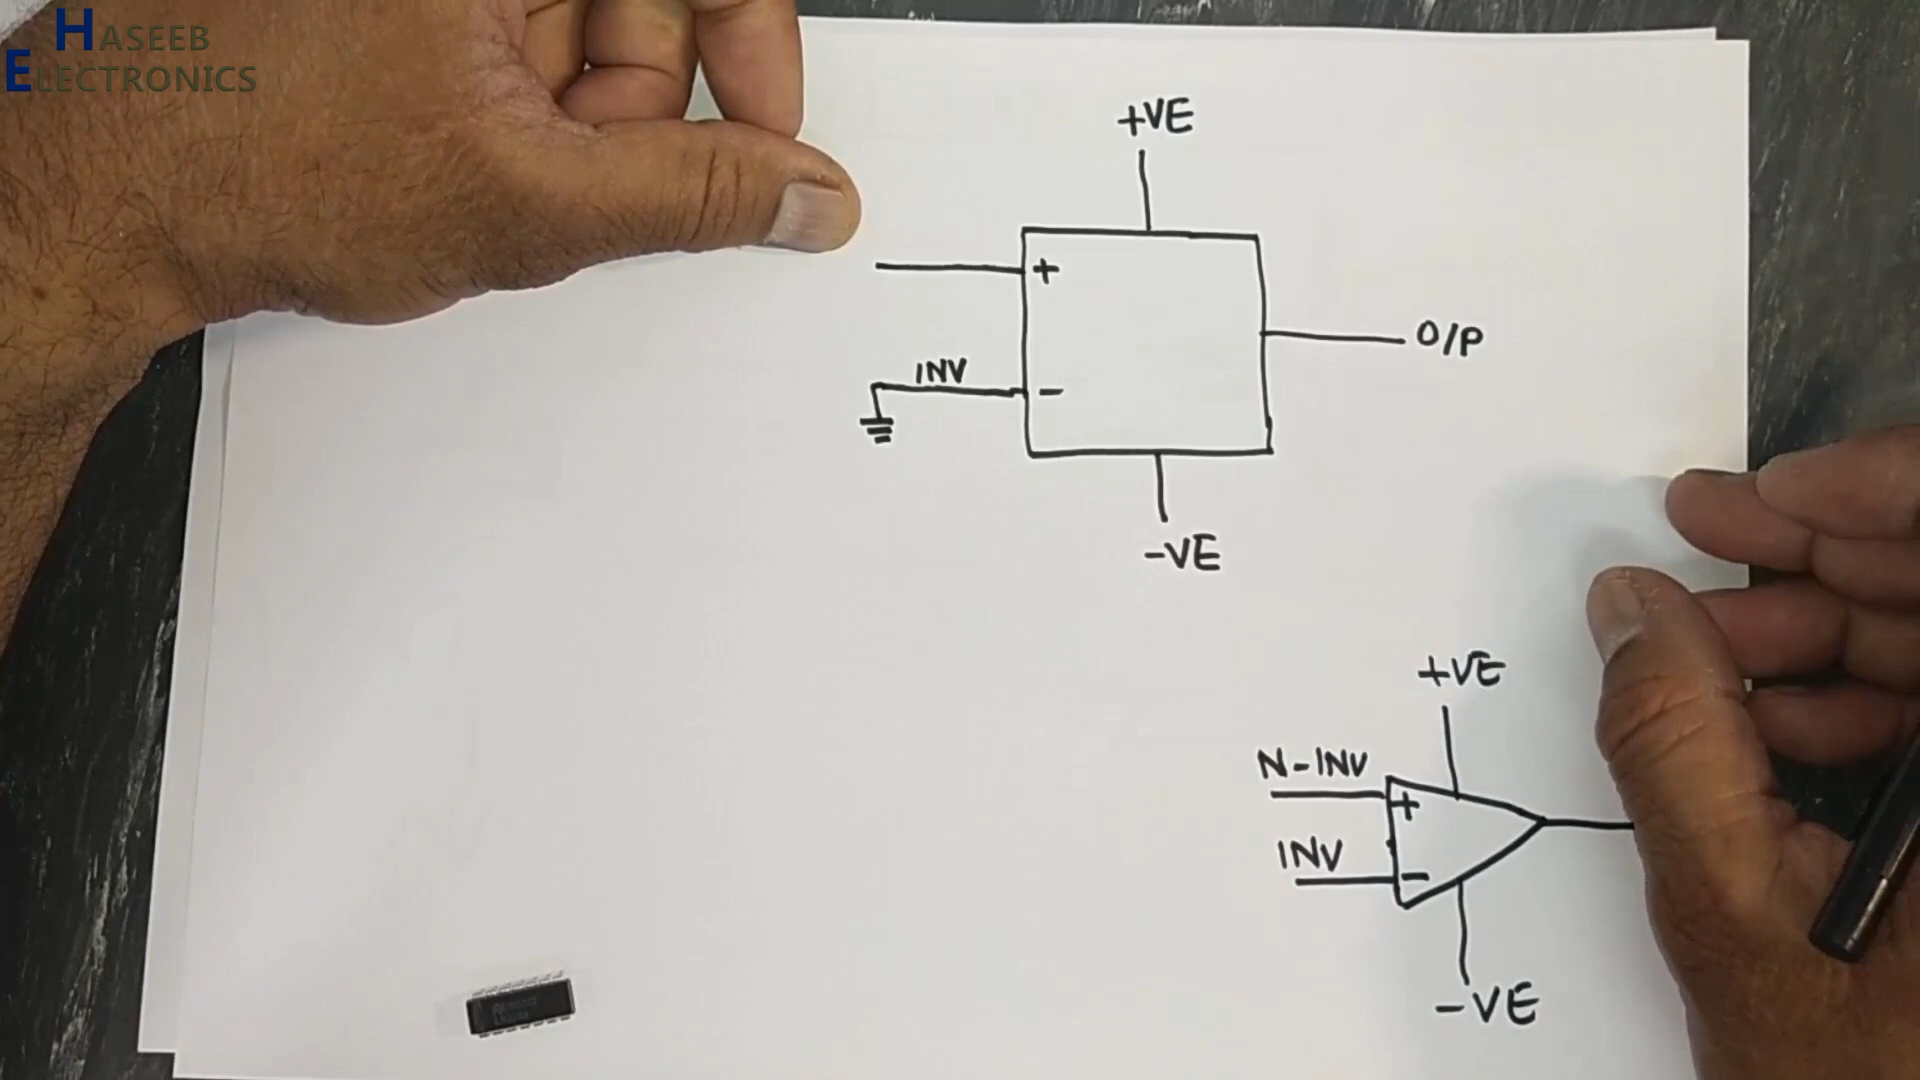 HASEEB
ELECTRONICS
+VE
+
INV
-
O/P
-VE
+VE
N-INV
+
INV
-
-VE